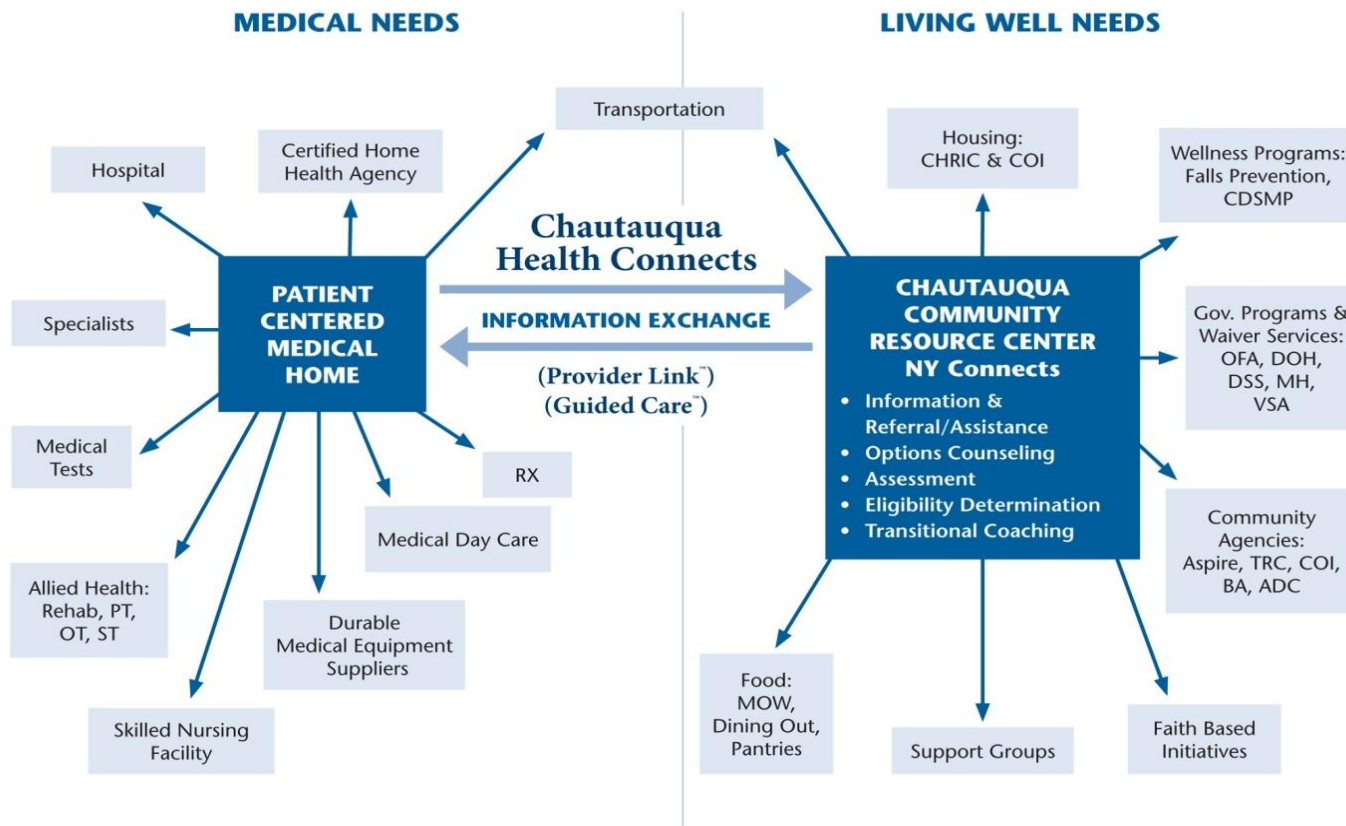 MEDICAL NEEDS
LIVING WELL NEEDS
Transportation
Hospital
Certified Home
Health Agency
Housing:
CHRIC & COI
Wellness Programs:
Falls Prevention,
CDSMP
Chautauqua
Health Connects
INFORMATION EXCHANGE
(Provider Link™)
(Guided Care™)
PATIENT
CENTERED
MEDICAL
HOME
CHAUTAUQUA
COMMUNITY
RESOURCE CENTER
NY Connects
• Information &
Referral/Assistance
• Options Counseling
• Assessment
• Eligibility Determination
• Transitional Coaching
Specialists
Gov. Programs &
Waiver Services:
OFA, DOH,
DSS, MH,
VSA
Medical
Tests
RX
Medical Day Care
Community
Agencies:
Aspire, TRC, COI,
BA, ADC
Allied Health:
Rehab, PT,
OT, ST
Durable
Medical Equipment
Suppliers
Skilled Nursing
Facility
Food:
MOW,
Dining Out,
Pantries
Support Groups
Faith Based
Initiatives